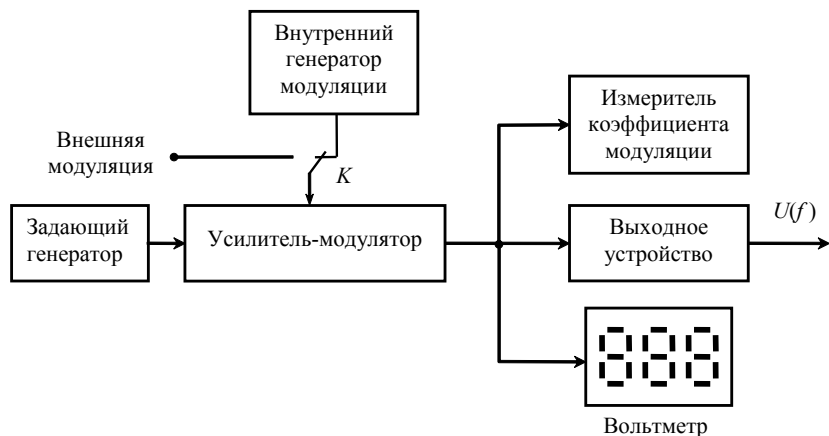 Внутренний
генератор
модуляции
Измеритель
коэффициента
модуляции
Внешняя
модуляция
K
Задающий
генератор
Усилитель-модулятор
Выходное
устройство
U(f)
888
Вольтметр